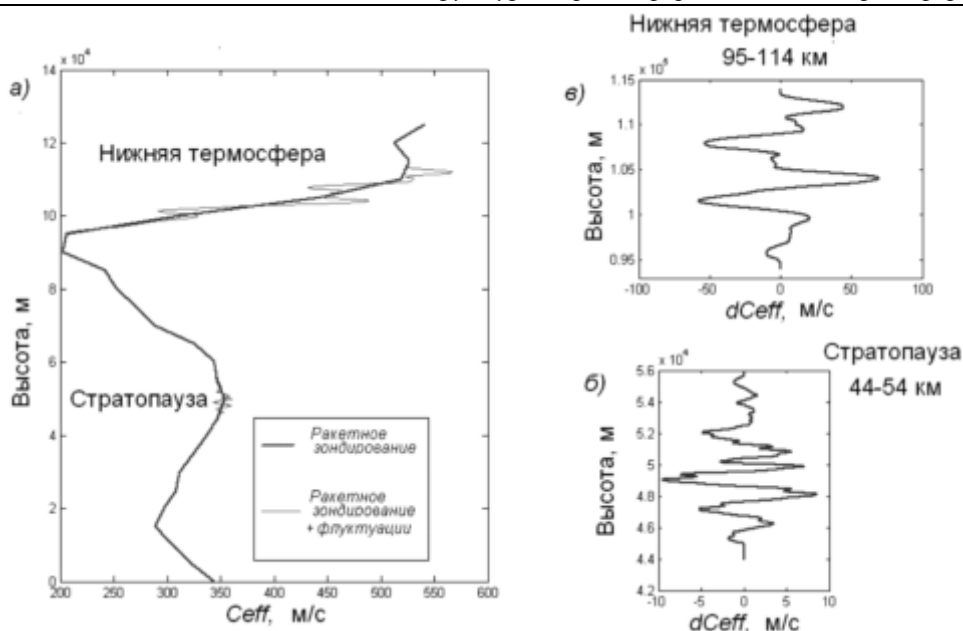 Нижняя термосфера
95-114 км
а)
x 10⁴
14
12
10
8
6
4
2
0
200 250 300 350 400 450 500 550 600
Высота, м
Ceff, м/с
Нижняя термосфера
Стратопауза
Ракетное
зондирование
Ракетное
зондирование
+ флуктуации
в)
x 10⁵
1.15
1.1
1.05
1
0.95
-100 -50 0 50 100
Высота, м
dCeff, м/с
Стратопауза
44-54 км
б)
x 10⁴
5.6
5.4
5.2
5
4.8
4.6
4.4
4.2
-10 -5 0 5 10
Высота, м
dCeff, м/с